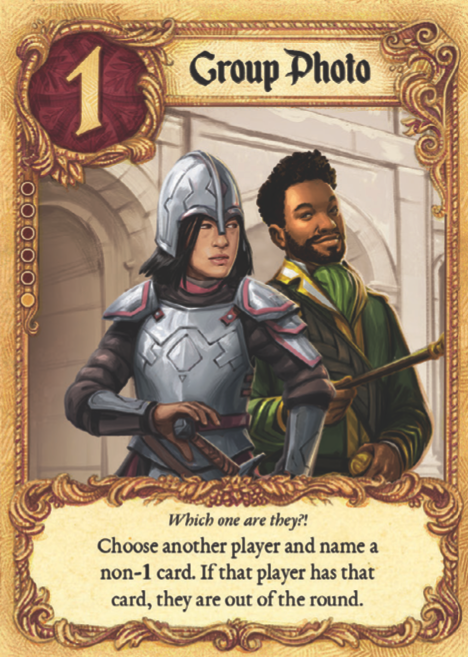 1
Group Photo
Which one are they?!
Choose another player and name a
non-1 card. If that player has that
card, they are out of the round.